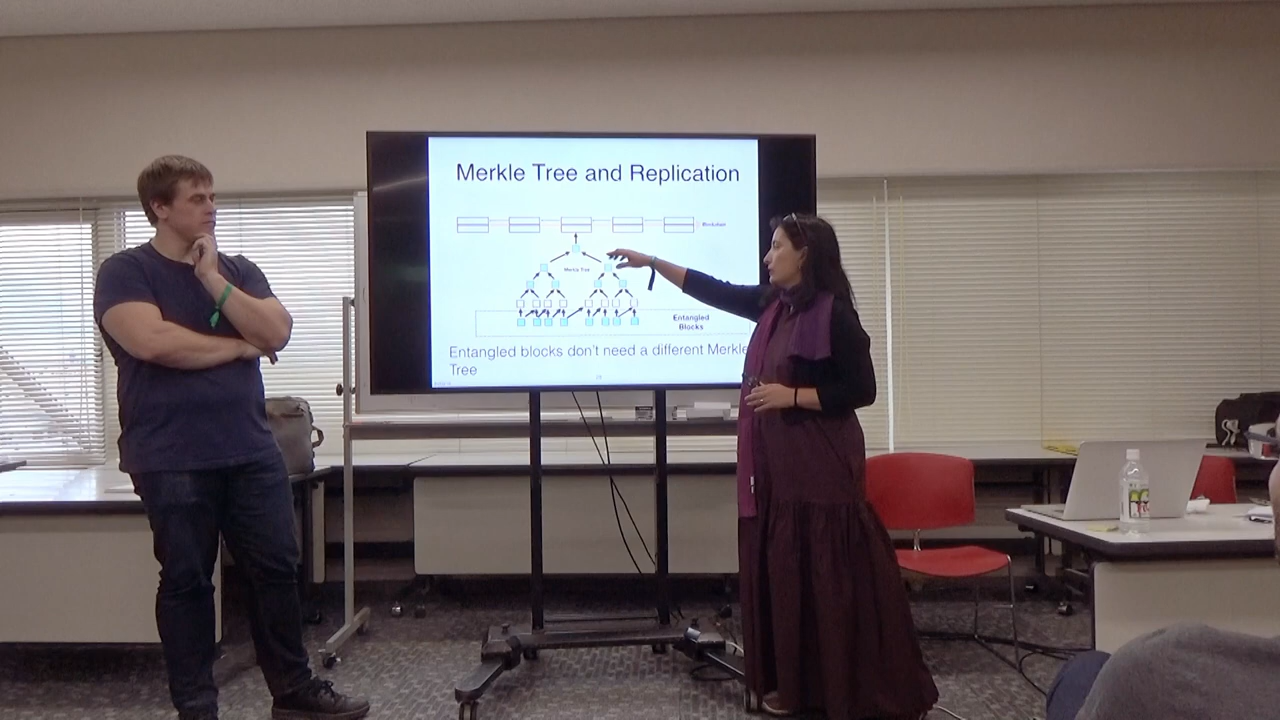 Merkle Tree and Replication
Blockchain
Merkle Tree
Entangled
Blocks
Entangled blocks don't need a different Merkle
Tree